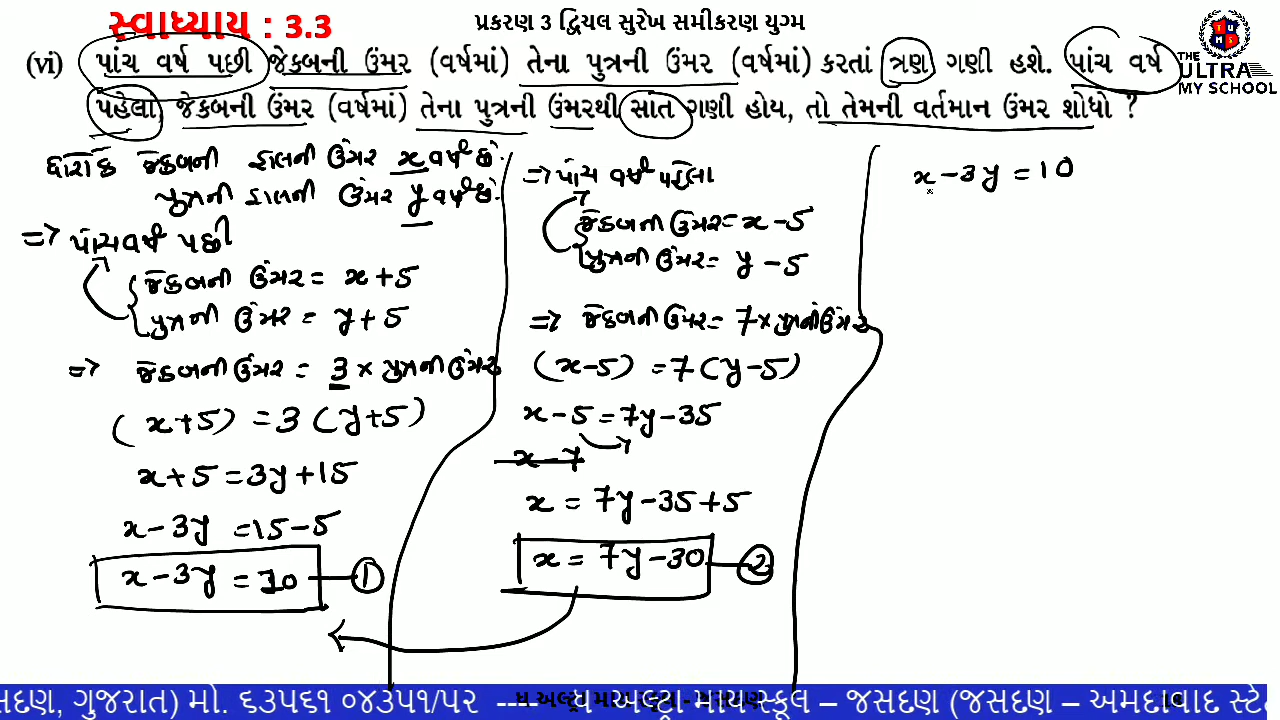 સ્વાધ્યાય : 3.3
પ્રકરણ 3 દ્વિચલ સુરેખ સમીકરણ યુગ્મ
(vi) પાંચ વર્ષ પછી જેકબની ઉંમર (વર્ષમાં) તેના પુત્રની ઉંમર (વર્ષમાં) કરતાં ત્રણ ગણી હશે. પાંચ વર્ષ
પહેલા જેકબની ઉંમર (વર્ષમાં) તેના પુત્રની ઉંમરથી સાંત ગણી હોય, તો તેમની વર્તમાન ઉંમર શોધો ?
THE
ULTRA
MY SCHOOL
ધારોકે જેકબની હાલની ઉંમર x વર્ષ છે.
પુત્રની હાલની ઉંમર y વર્ષ છે.
=> પાંચ વર્ષ પછી
જેકબની ઉંમર = x + 5
પુત્રની ઉંમર = y + 5
=> જેકબની ઉંમર = 3 × પુત્રની ઉંમર
(x + 5) = 3 (y + 5)
x + 5 = 3y + 15
x - 3y = 15 - 5
x - 3y = 10 — 1
=> પાંચ વર્ષ પહેલા
જેકબની ઉંમર = x - 5
પુત્રની ઉંમર = y - 5
=> જેકબની ઉંમર = 7 × પુત્રની ઉંમર
(x - 5) = 7 (y - 5)
x - 5 = 7y - 35
x - 7
x = 7y - 35 + 5
x = 7y - 30 — 2
x - 3y = 10
x
સદણ, ગુજરાત) મો. ૬૩૫૬૧ ૦૪૩૫૧/૫૨ ---- ધ અલ્ટ્રા માય સ્કૂલ – જસદણ (જસદણ – અમદાવાદ સ્ટે